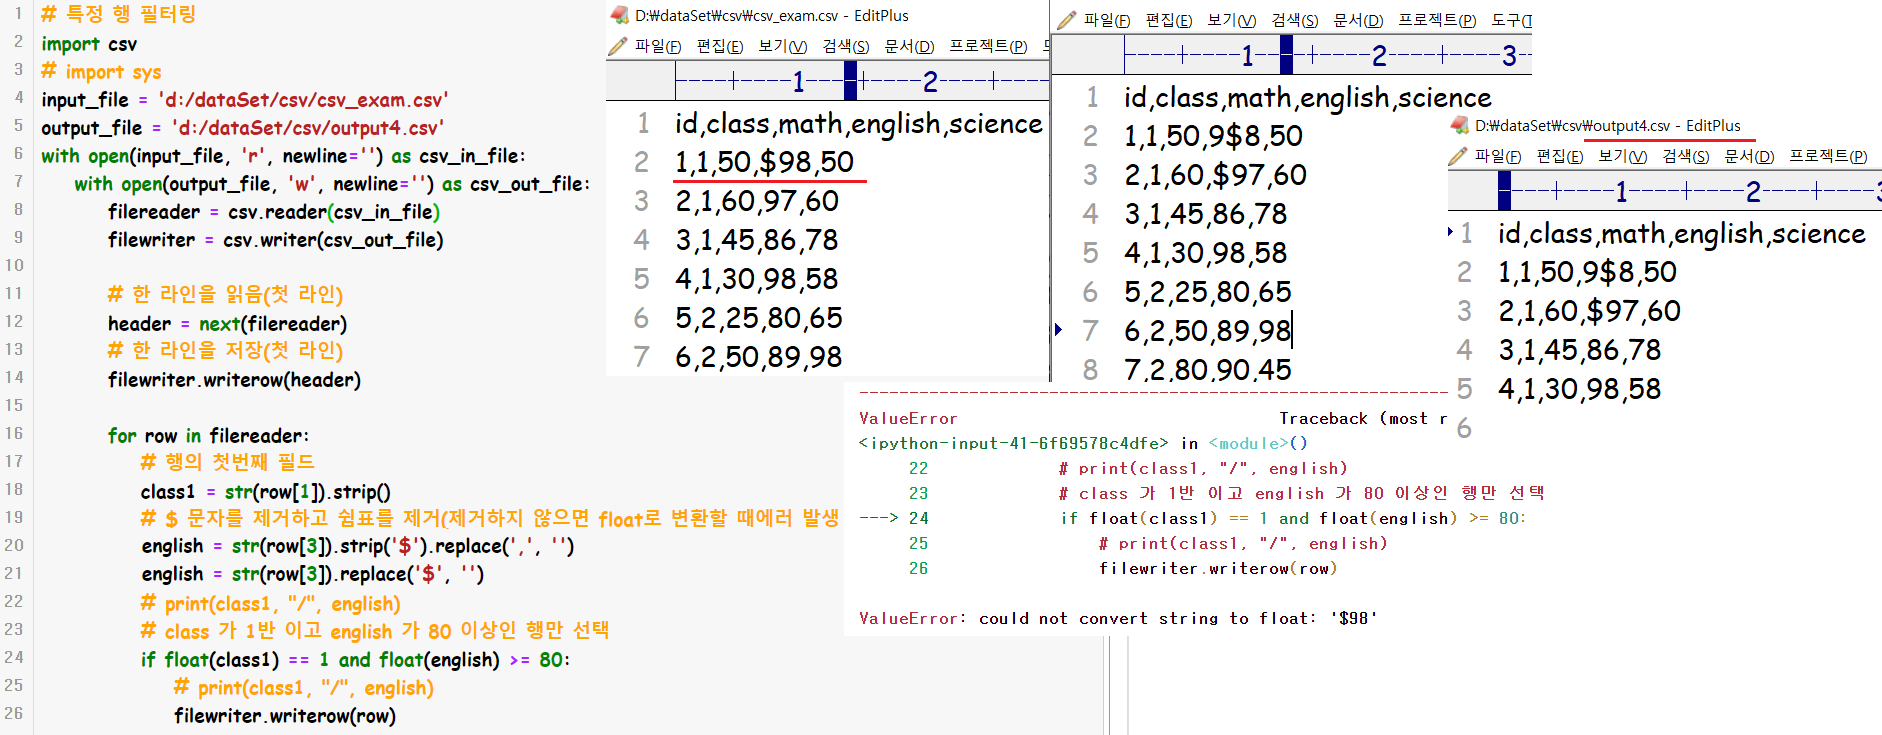 1 # 특정 행 필터링
2 import csv
3 # import sys
4 input_file = 'd:/dataSet/csv/csv_exam.csv'
5 output_file = 'd:/dataSet/csv/output4.csv'
6 with open(input_file, 'r', newline='') as csv_in_file:
7 with open(output_file, 'w', newline='') as csv_out_file:
8 filereader = csv.reader(csv_in_file)
9 filewriter = csv.writer(csv_out_file)
10
11 # 한 라인을 읽음(첫 라인)
12 header = next(filereader)
13 # 한 라인을 저장(첫 라인)
14 filewriter.writerow(header)
15
16 for row in filereader:
17 # 행의 첫번째 필드
18 class1 = str(row[1]).strip()
19 # $ 문자를 제거하고 쉼표를 제거(제거하지 않으면 float로 변환할 때에러 발생
20 english = str(row[3]).strip('$').replace(',', '')
21 english = str(row[3]).replace('$', '')
22 # print(class1, "/", english)
23 # class 가 1반 이고 english 가 80 이상인 행만 선택
24 if float(class1) == 1 and float(english) >= 80:
25 # print(class1, "/", english)
26 filewriter.writerow(row)
D:₩dataSet₩csv₩csv_exam.csv - EditPlus
파일(F) 편집(E) 보기(V) 검색(S) 문서(D) 프로젝트(P)
----+----1----+----2----+--
1 id,class,math,english,science
2 1,1,50,$98,50
3 2,1,60,97,60
4 3,1,45,86,78
5 4,1,30,98,58
6 5,2,25,80,65
7 6,2,50,89,98
파일(F) 편집(E) 보기(V) 검색(S) 문서(D) 프로젝트(P) 도구(T
----+----1----+----2----+----3--
1 id,class,math,english,science
2 1,1,50,9$8,50
3 2,1,60,$97,60
4 3,1,45,86,78
5 4,1,30,98,58
6 5,2,25,80,65
7 6,2,50,89,98
8 7,2,80,90,45
D:₩dataSet₩csv₩output4.csv - EditPlus
파일(F) 편집(E) 보기(V) 검색(S) 문서(D) 프로젝트(P)
----+----1----+----2----+----3
1 id,class,math,english,science
2 1,1,50,9$8,50
3 2,1,60,$97,60
4 3,1,45,86,78
5 4,1,30,98,58
6
-----------------------------------------------------------
ValueError Traceback (most r
<ipython-input-41-6f69578c4dfe> in <module>()
22 # print(class1, "/", english)
23 # class 가 1반 이고 english 가 80 이상인 행만 선택
---> 24 if float(class1) == 1 and float(english) >= 80:
25 # print(class1, "/", english)
26 filewriter.writerow(row)
ValueError: could not convert string to float: '$98'